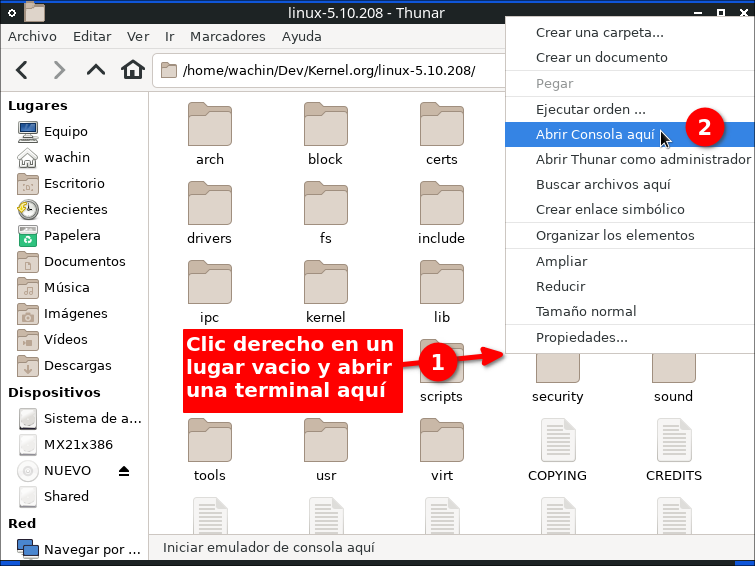 linux-5.10.208 - Thunar
Archivo Editar Ver Ir Marcadores Ayuda
/home/wachin/Dev/Kernel.org/linux-5.10.208/
Lugares
Equipo
wachin
Escritorio
Recientes
Papelera
Documentos
Música
Imágenes
Vídeos
Descargas
Dispositivos
Sistema de a...
MX21x386
NUEVO
Shared
Red
Navegar por ...
arch block certs
drivers fs include
ipc kernel lib
scripts security sound
tools usr virt COPYING CREDITS
Clic derecho en un
lugar vacio y abrir
una terminal aquí
1
Crear una carpeta...
Crear un documento
Pegar
Ejecutar orden ...
Abrir Consola aquí
2
Abrir Thunar como administrador
Buscar archivos aquí
Crear enlace simbólico
Organizar los elementos
Ampliar
Reducir
Tamaño normal
Propiedades...
Iniciar emulador de consola aquí